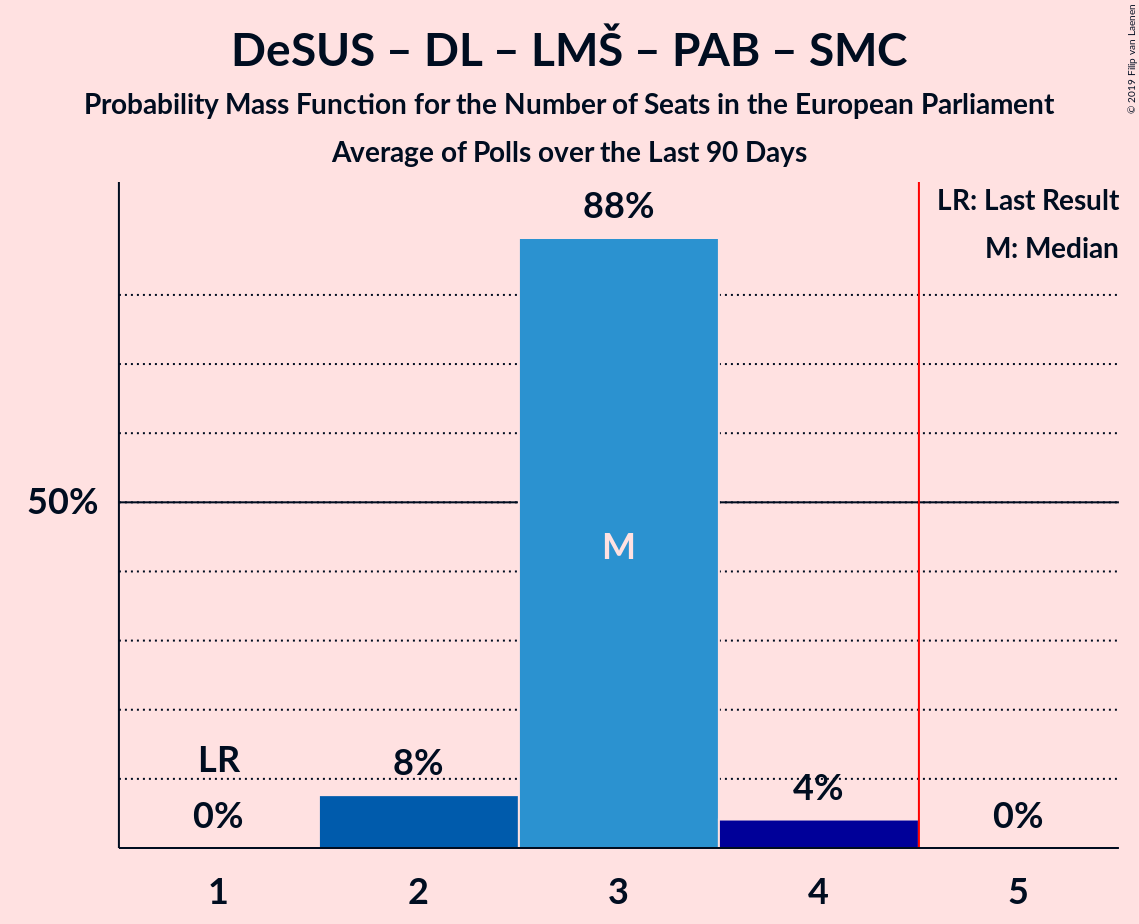 DeSUS – DL – LMŠ – PAB – SMC
Probability Mass Function for the Number of Seats in the European Parliament
Average of Polls over the Last 90 Days
© 2019 Filip van Laenen
LR: Last Result
M: Median
88%
50%
M
LR
0%
8%
4%
0%
1 2 3 4 5